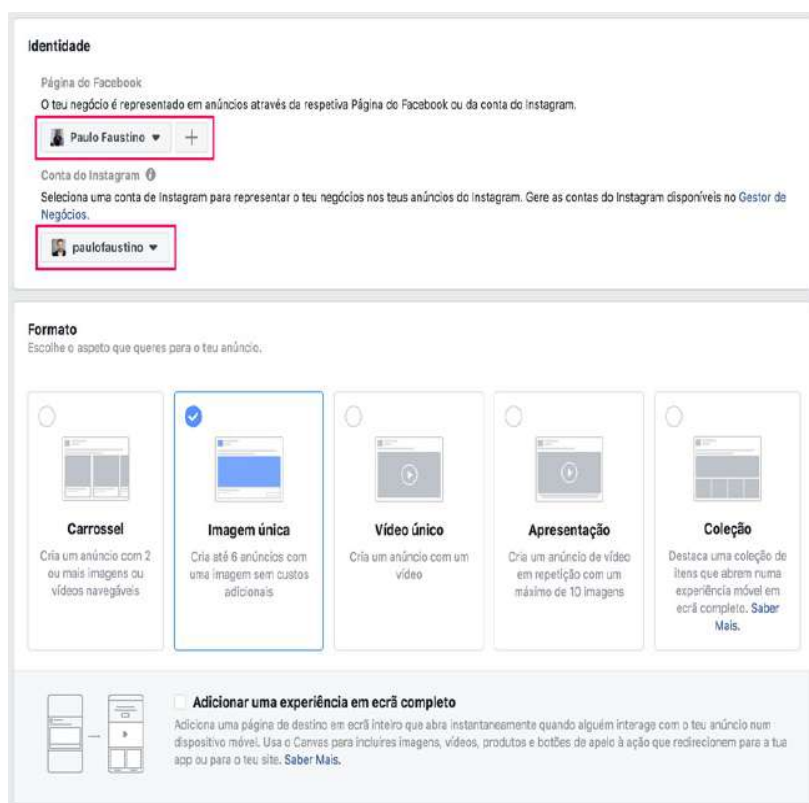 Identidade
Página do Facebook
O teu negócio é representado em anúncios através da respetiva Página do Facebook ou da conta do Instagram.
Paulo Faustino
Conta do Instagram
Seleciona uma conta de Instagram para representar o teu negócios nos teus anúncios do Instagram. Gere as contas do Instagram disponíveis no Gestor de
Negócios.
paulofaustino
Formato
Escolhe o aspeto que queres para o teu anúncio.
Carrossel
Cria um anúncio com 2
ou mais imagens ou
vídeos navegáveis
Imagem única
Cria até 6 anúncios com
uma imagem sem custos
adicionais
Vídeo único
Cria um anúncio com um
vídeo
Apresentação
Cria um anúncio de vídeo
em repetição com um
máximo de 10 imagens
Coleção
Destaca uma coleção de
itens que abrem numa
experiência móvel em
ecrã completo. Saber
Mais.
Adicionar uma experiência em ecrã completo
Adiciona uma página de destino em ecrã inteiro que abra instantaneamente quando alguém interage com o teu anúncio num
dispositivo móvel. Usa o Canvas para incluíres imagens, vídeos, produtos e botões de apelo à ação que redirecionem para a tua
app ou para o teu site. Saber Mais.